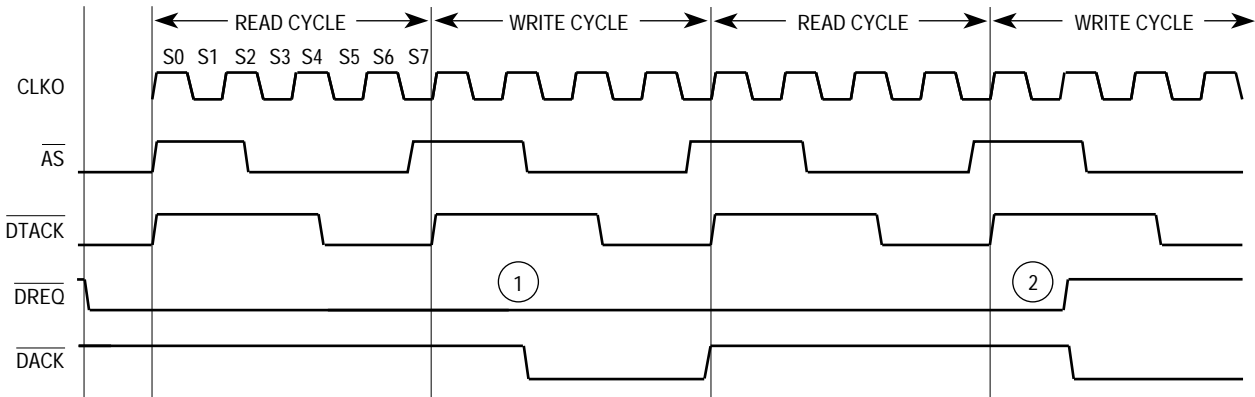 READ CYCLE WRITE CYCLE READ CYCLE WRITE CYCLE
S0 S1 S2 S3 S4 S5 S6 S7
CLKO
AS
DTACK
1 2
DREQ
DACK